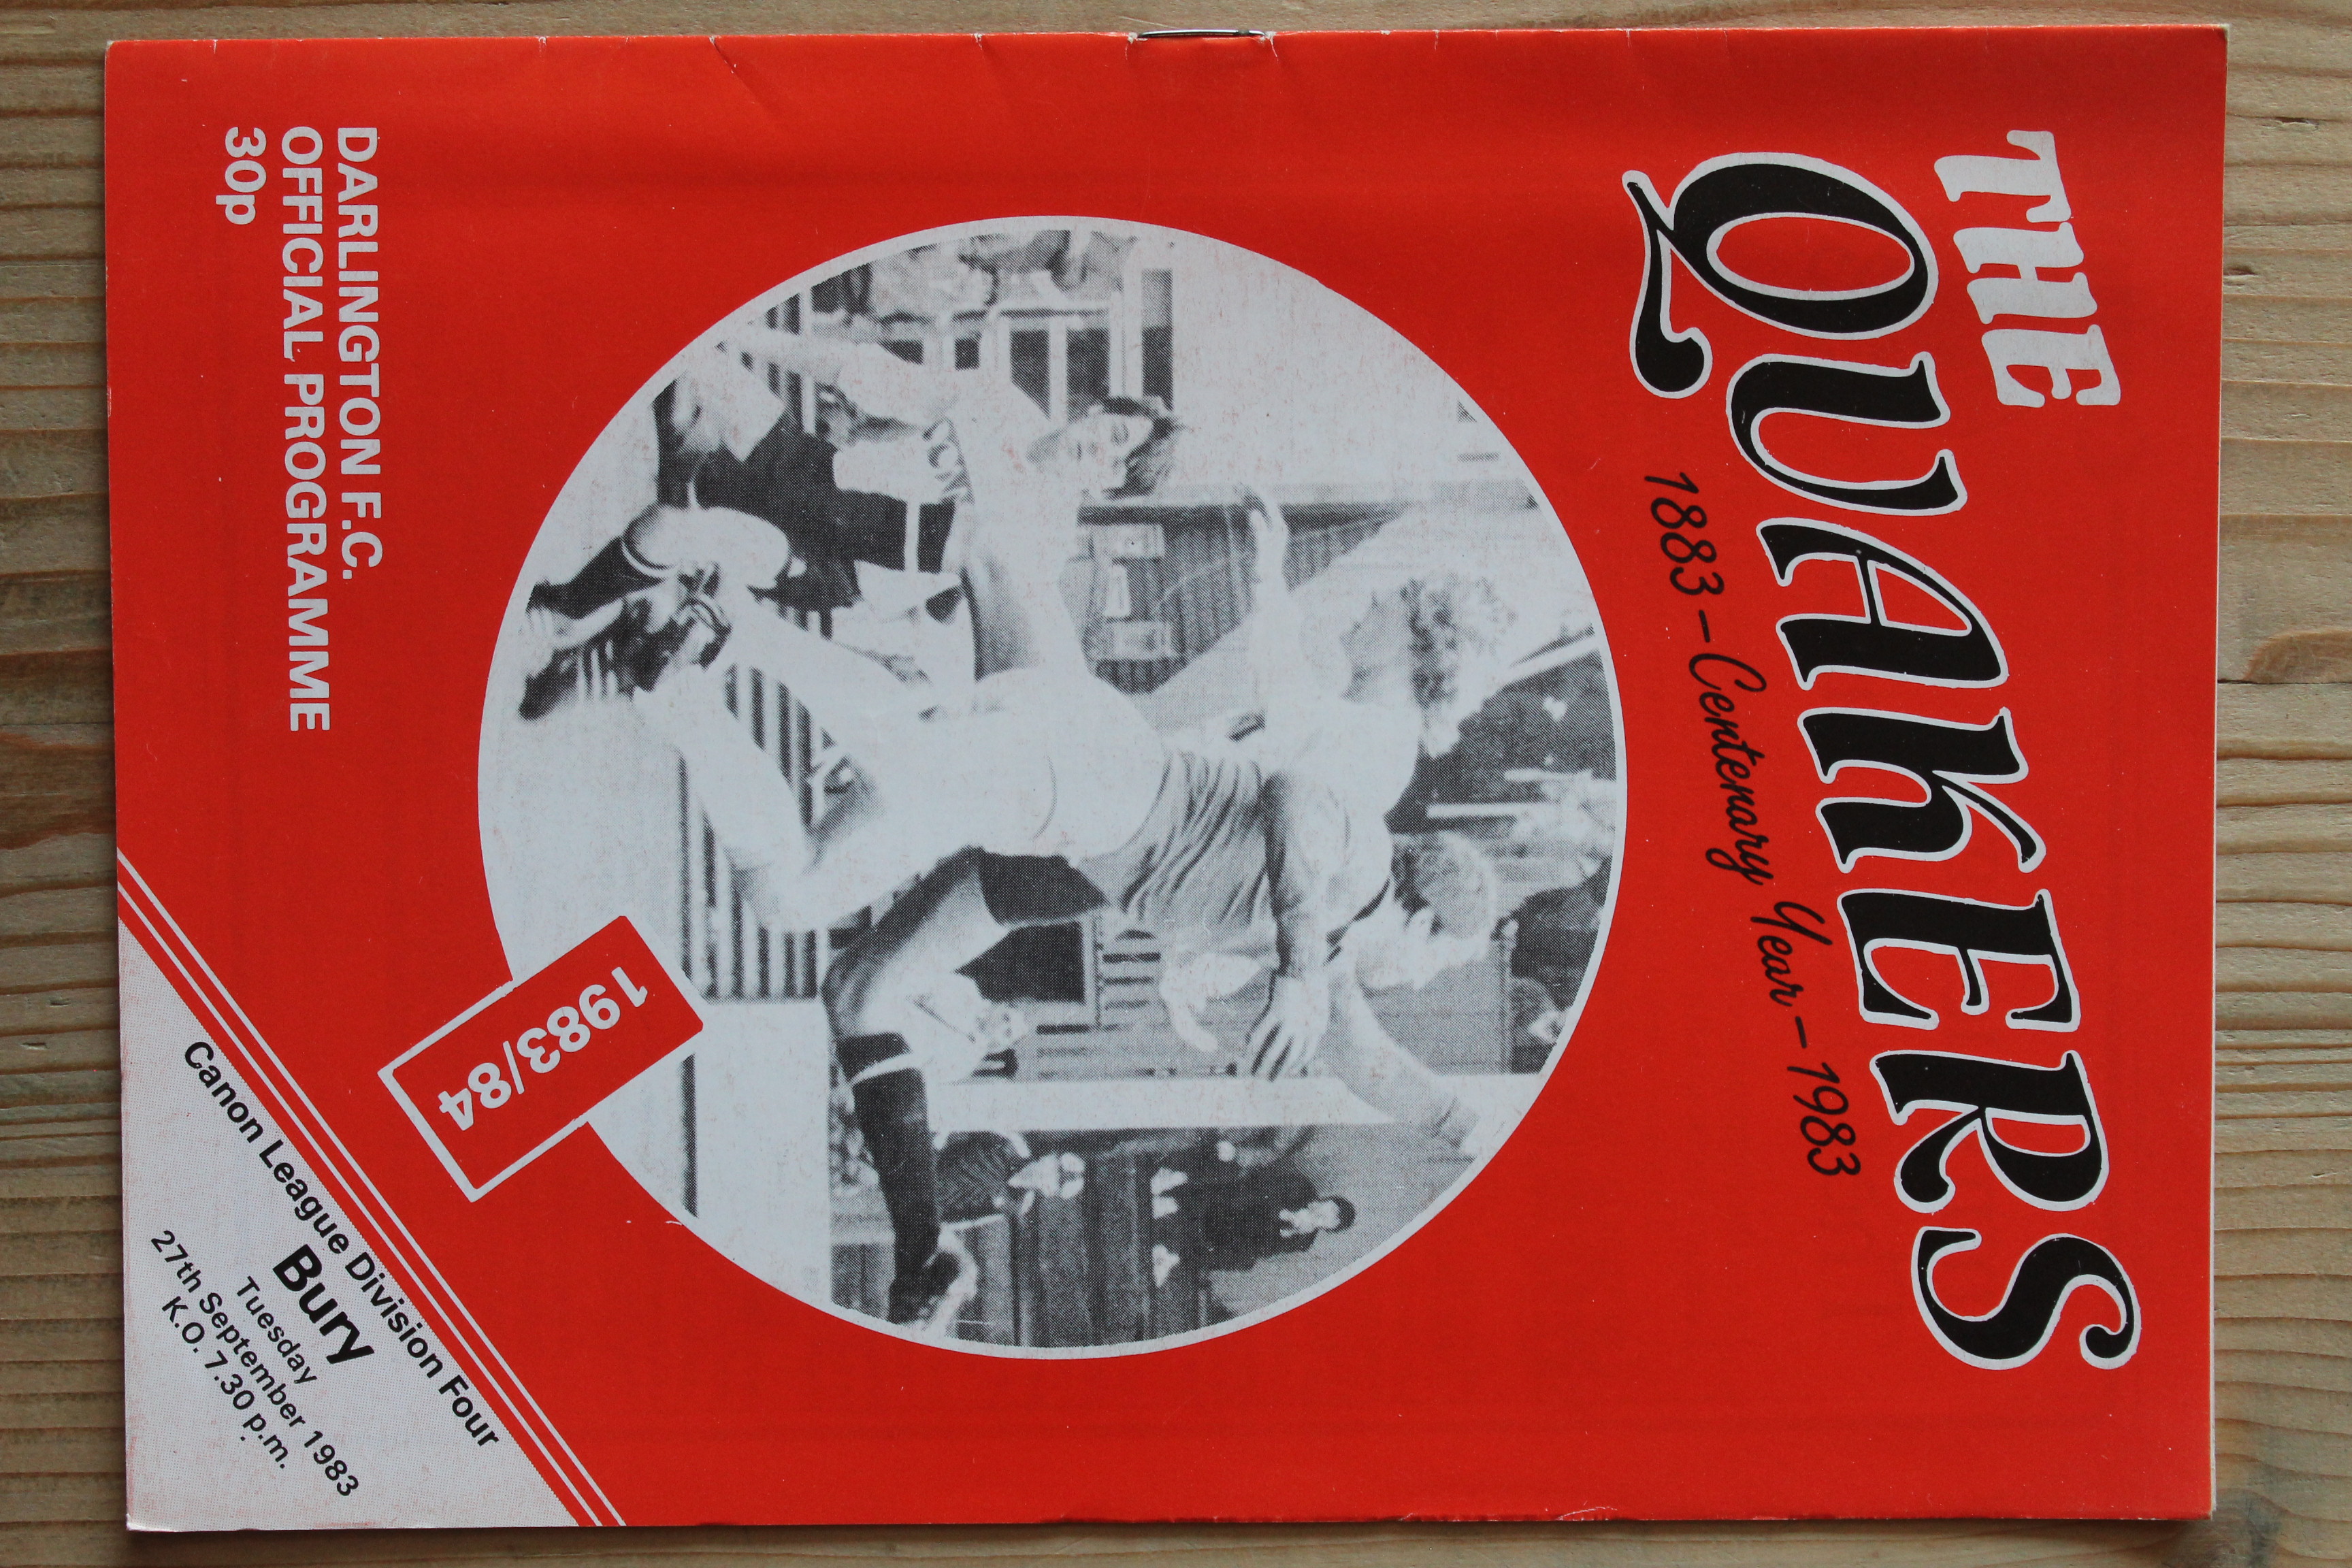 THE
QUAKERS
1883 – Centenary Year – 1983
1983/84
DARLINGTON F.C.
OFFICIAL PROGRAMME
30p
Canon League Division Four
Bury
Tuesday
27th September 1983
K.O. 7.30 p.m.